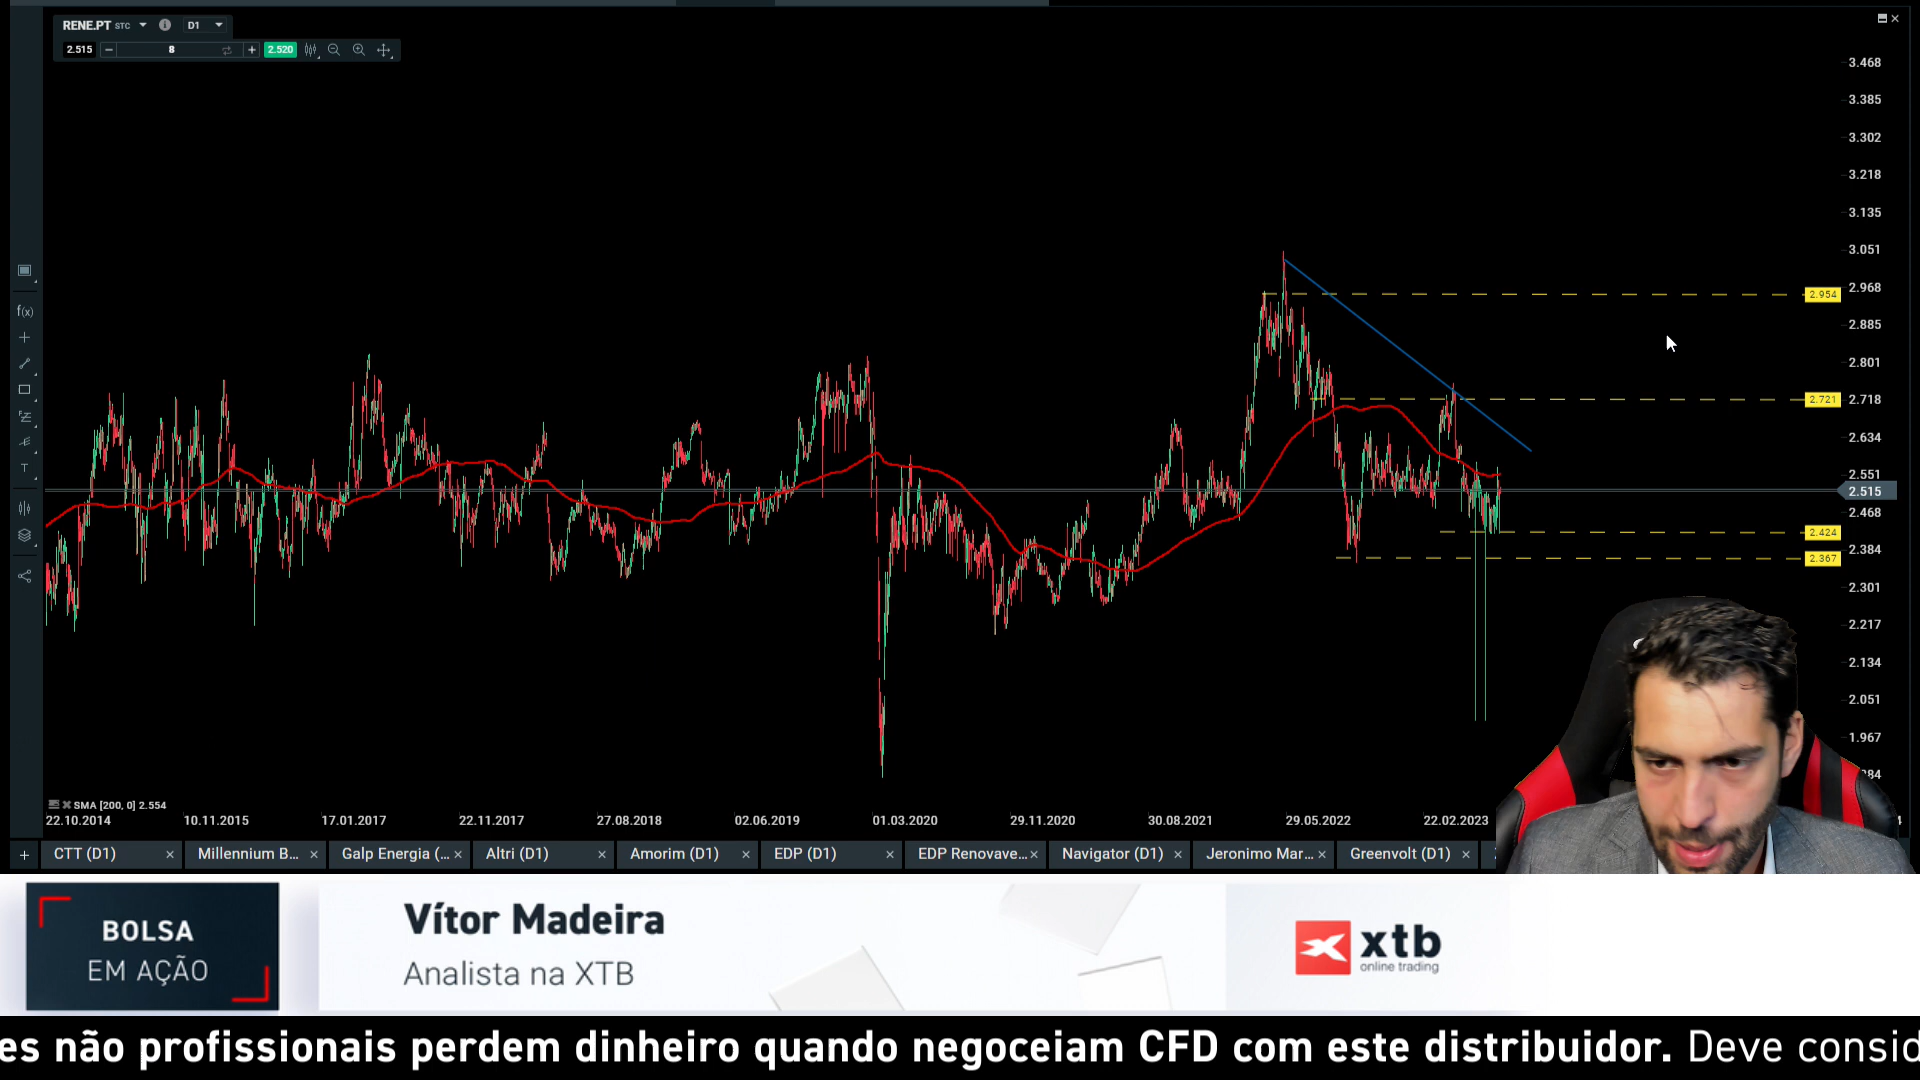 RENE.PT STC D1
2.515 8 2.520
3.468
3.385
3.302
3.218
3.135
3.051
2.968
2.954
2.885
2.801
2.721
2.718
2.634
2.551
2.515
2.468
2.424
2.384
2.367
2.301
2.217
2.134
2.051
1.967
84
f(x)
T
SMA [200, 0] 2.554
22.10.2014 10.11.2015 17.01.2017 22.11.2017 27.08.2018 02.06.2019 01.03.2020 29.11.2020 30.08.2021 29.05.2022 22.02.2023
CTT (D1) Millennium B... Galp Energia (... Altri (D1) Amorim (D1) EDP (D1) EDP Renovave... Navigator (D1) Jeronimo Mar... Greenvolt (D1)
BOLSA
EM AÇÃO
Vítor Madeira
Analista na XTB
xtb
online trading
es não profissionais perdem dinheiro quando negoceiam CFD com este distribuidor. Deve consid